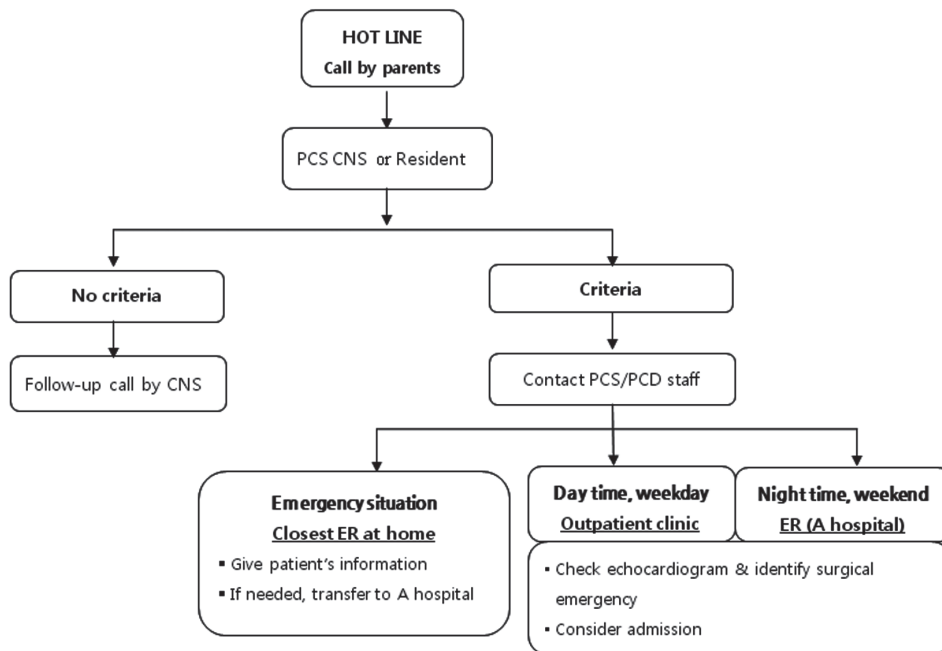 HOT LINE
Call by parents
PCS CNS or Resident
No criteria
Criteria
Follow-up call by CNS
Contact PCS/PCD staff
Emergency situation
Closest ER at home
▪ Give patient's information
▪ If needed, transfer to A hospital
Day time, weekday
Outpatient clinic
Night time, weekend
ER (A hospital)
▪ Check echocardiogram & identify surgical
emergency
▪ Consider admission